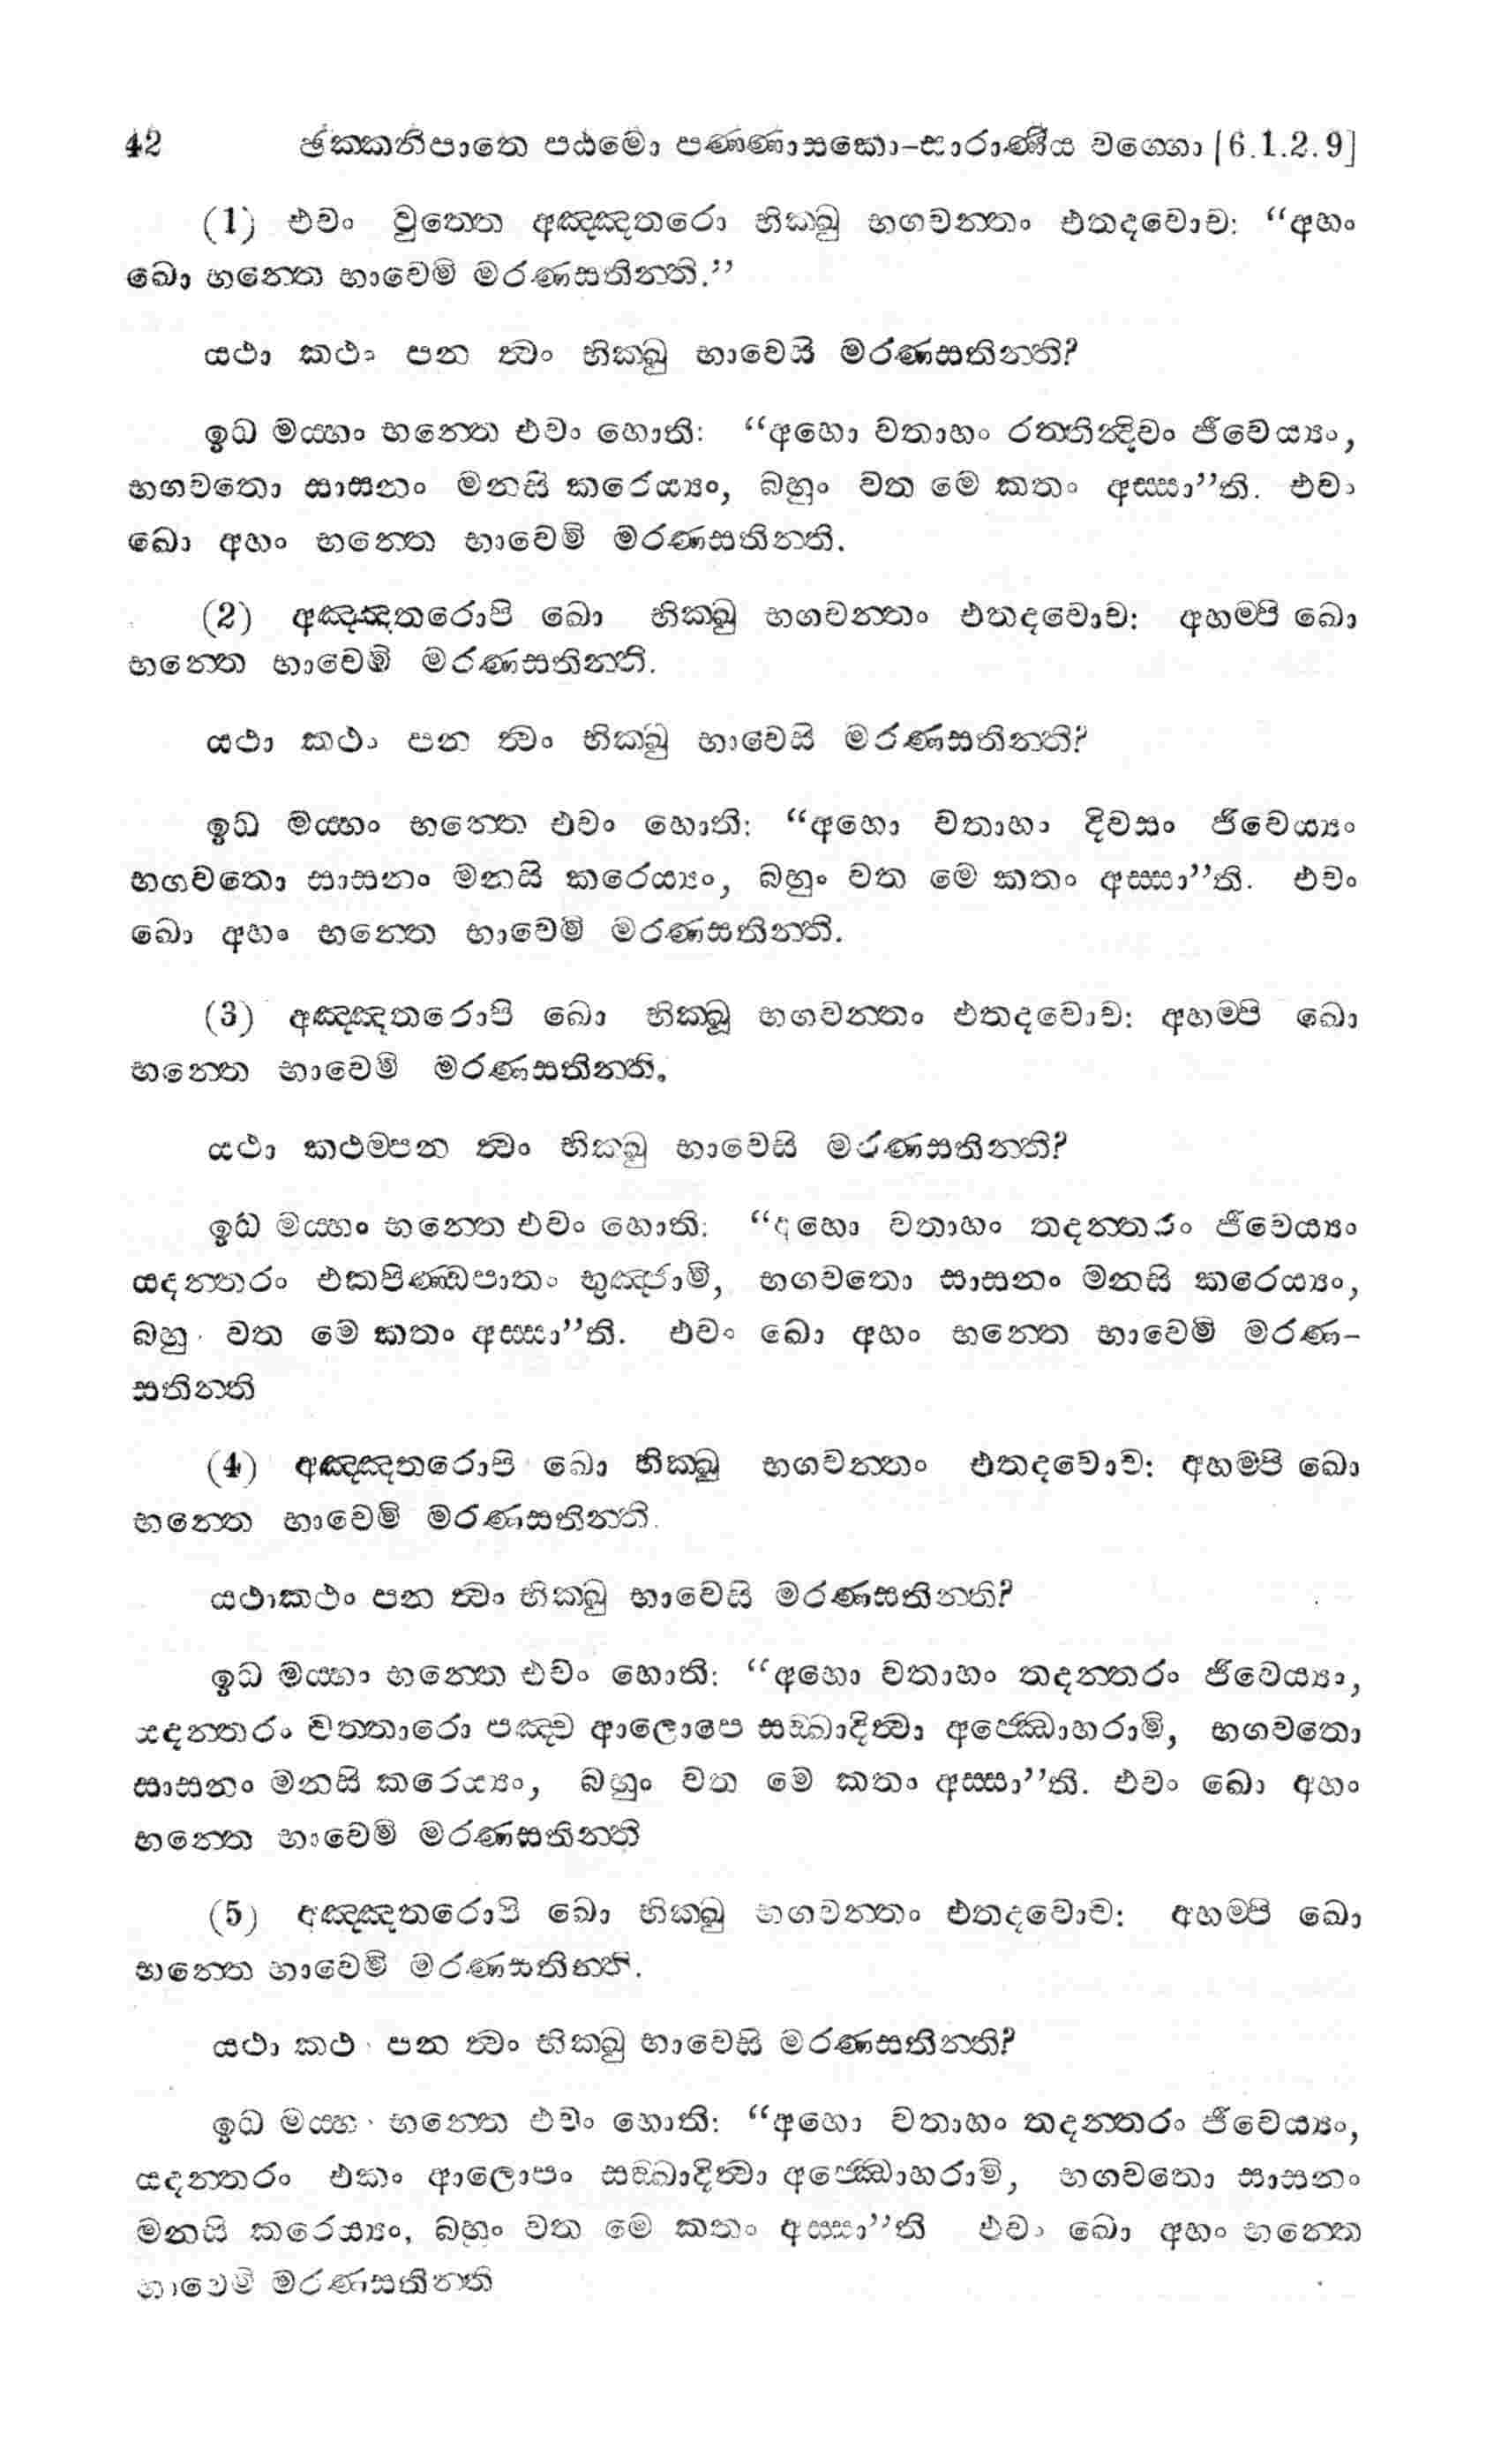 42 ඡක්කනිපාතෙ පඨමො පණ්ණාසකො-සාරාණීය වග්ගො [6.1.2.9]
(1) එවං වුත්තෙ අඤ්ඤතරො භික්ඛු භගවන්තං එතදවොච: “අහං
ඛො භන්තෙ භාවෙමි මරණසතින්ති.”
යථා කථං පන ත්වං භික්ඛු භාවෙසි මරණසතින්ති?
ඉධ මය්හං භන්තෙ එවං හොති: “අහො වතාහං රත්තින්දිවං ජීවෙය්‍යං,
භගවතො සාසනං මනසි කරෙය්‍යං, බහුං වත මෙ කතං අස්සා”ති. එවං
ඛො අහං භන්තෙ භාවෙමි මරණසතින්ති.
(2) අඤ්ඤතරොපි ඛො භික්ඛු භගවන්තං එතදවොච: අහම්පි ඛො
භන්තෙ භාවෙමි මරණසතින්ති.
යථා කථං පන ත්වං භික්ඛු භාවෙසි මරණසතින්ති?
ඉධ මය්හං භන්තෙ එවං හොති: “අහො වතාහං දිවසං ජීවෙය්‍යං
භගවතො සාසනං මනසි කරෙය්‍යං, බහුං වත මෙ කතං අස්සා”ති. එවං
ඛො අහං භන්තෙ භාවෙමි මරණසතින්ති.
(3) අඤ්ඤතරොපි ඛො භික්ඛූ භගවන්තං එතදවොච: අහම්පි ඛො
භන්තෙ භාවෙමි මරණසතින්ති.
යථා කථම්පන ත්වං භික්ඛු භාවෙසි මරණසතින්ති?
ඉධ මය්හං භන්තෙ එවං හොති: “අහො වතාහං තදන්තරං ජීවෙය්‍යං
යදන්තරං එකපිණ්ඩපාතං භුඤ්ජාමි, භගවතො සාසනං මනසි කරෙය්‍යං,
බහුං වත මෙ කතං අස්සා”ති. එවං ඛො අහං භන්තෙ භාවෙමි මරණ-
සතින්ති
(4) අඤ්ඤතරොපි ඛො භික්ඛු භගවන්තං එතදවොච: අහම්පි ඛො
භන්තෙ භාවෙමි මරණසතින්ති.
යථාකථං පන ත්වං භික්ඛු භාවෙසි මරණසතින්ති?
ඉධ මය්හං භන්තෙ එවං හොති: “අහො වතාහං තදන්තරං ජීවෙය්‍යං,
යදන්තරං චත්තාරො පඤ්ච ආලොපෙ සඞ්ඛාදිත්වා අජ්ඣොහරාමි, භගවතො
සාසනං මනසි කරෙය්‍යං, බහුං වත මෙ කතං අස්සා”ති. එවං ඛො අහං
භන්තෙ භාවෙමි මරණසතින්ති
(5) අඤ්ඤතරොපි ඛො භික්ඛු භගවන්තං එතදවොච: අහම්පි ඛො
භන්තෙ භාවෙමි මරණසතින්ති.
යථා කථං පන ත්වං භික්ඛු භාවෙසි මරණසතින්ති?
ඉධ මය්හං භන්තෙ එවං හොති: “අහො වතාහං තදන්තරං ජීවෙය්‍යං,
යදන්තරං එකං ආලොපං සඞ්ඛාදිත්වා අජ්ඣොහරාමි, භගවතො සාසනං
මනසි කරෙය්‍යං, බහුං වත මෙ කතං අස්සා”ති එවං ඛො අහං භන්තෙ
භාවෙමි මරණසතින්ති